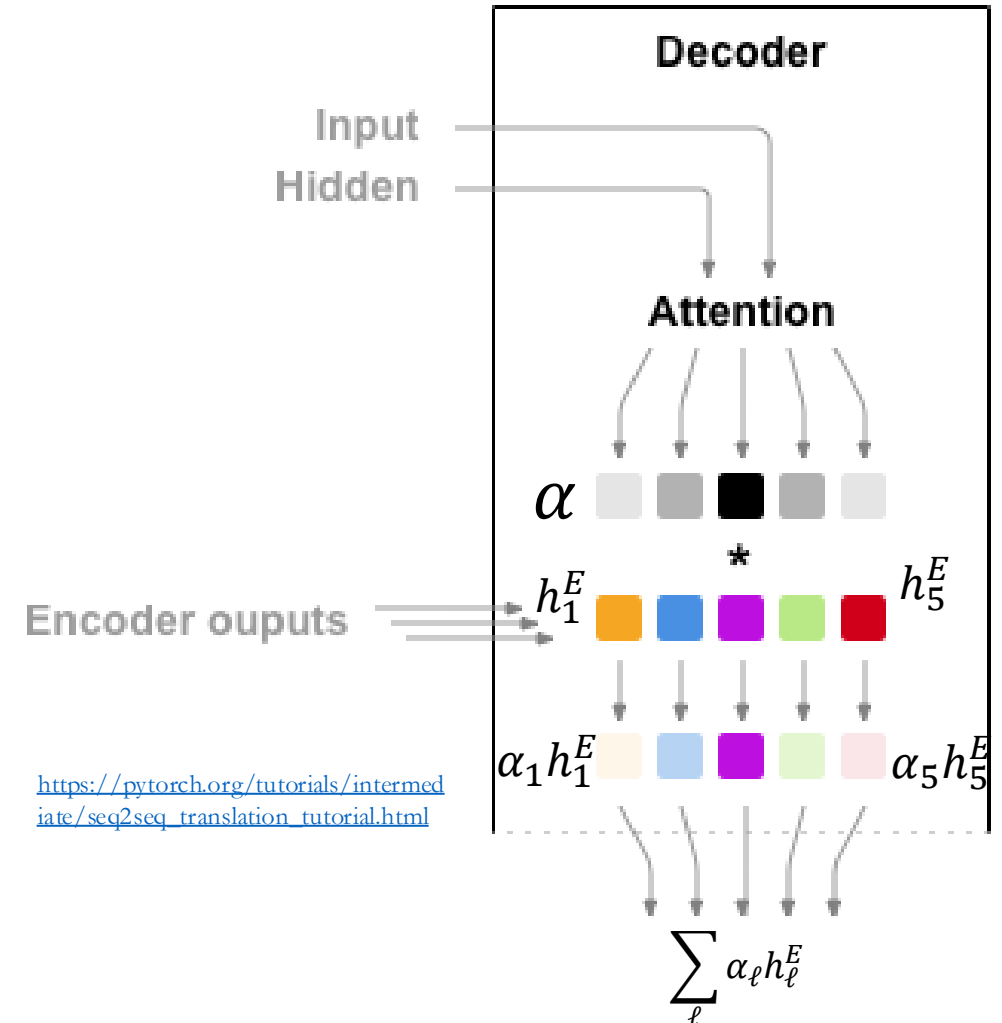 Decoder
Input
Hidden
Attention
α
*
h_1^E
h_5^E
Encoder ouputs
α_1 h_1^E
α_5 h_5^E
https://pytorch.org/tutorials/intermed
iate/seq2seq_translation_tutorial.html
∑_ℓ α_ℓ h_ℓ^E